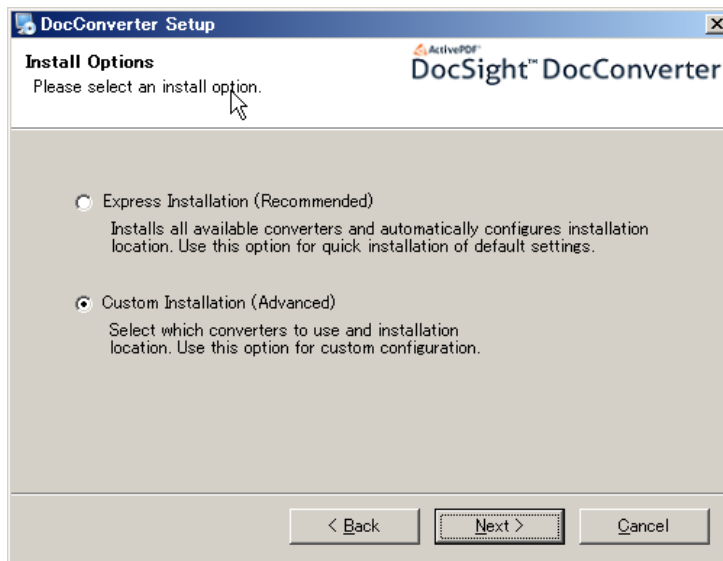 DocConverter Setup
Install Options
Please select an install option.
ActivePDF®
DocSight™ DocConverter
Express Installation (Recommended)
Installs all available converters and automatically configures installation
location. Use this option for quick installation of default settings.
Custom Installation (Advanced)
Select which converters to use and installation
location. Use this option for custom configuration.
< Back
Next >
Cancel